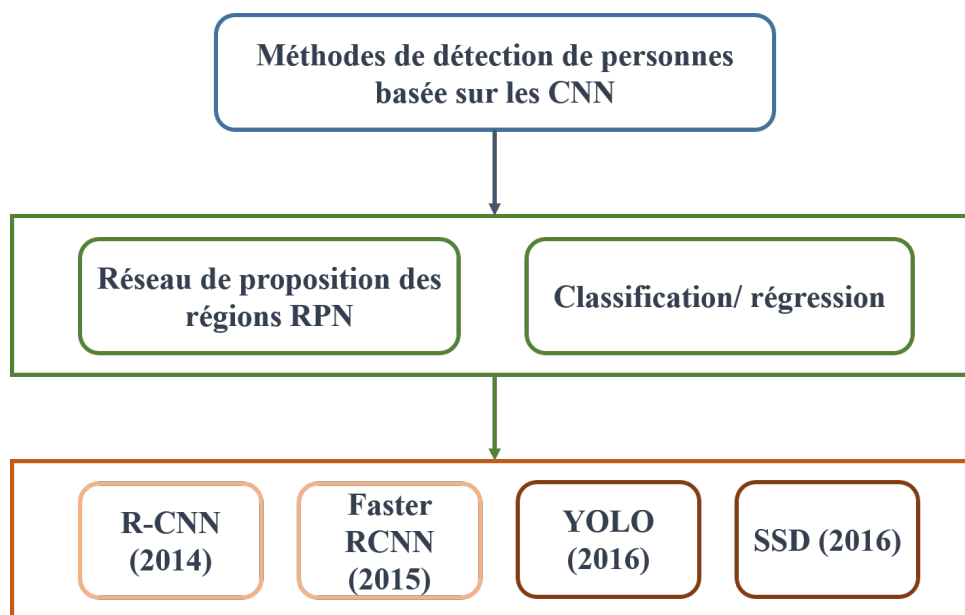 Méthodes de détection de personnes
basée sur les CNN
Réseau de proposition des
régions RPN
Classification/ régression
R-CNN
(2014)
Faster
RCNN
(2015)
YOLO
(2016)
SSD (2016)